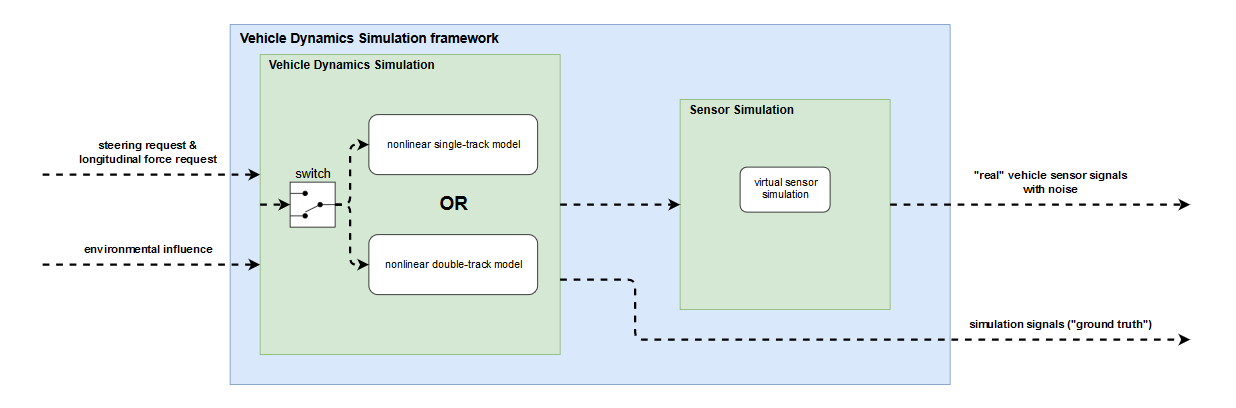 Vehicle Dynamics Simulation framework
Vehicle Dynamics Simulation
Sensor Simulation
steering request &
longitudinal force request
nonlinear single-track model
switch
virtual sensor
simulation
"real" vehicle sensor signals
with noise
OR
environmental influence
nonlinear double-track model
simulation signals ("ground truth")